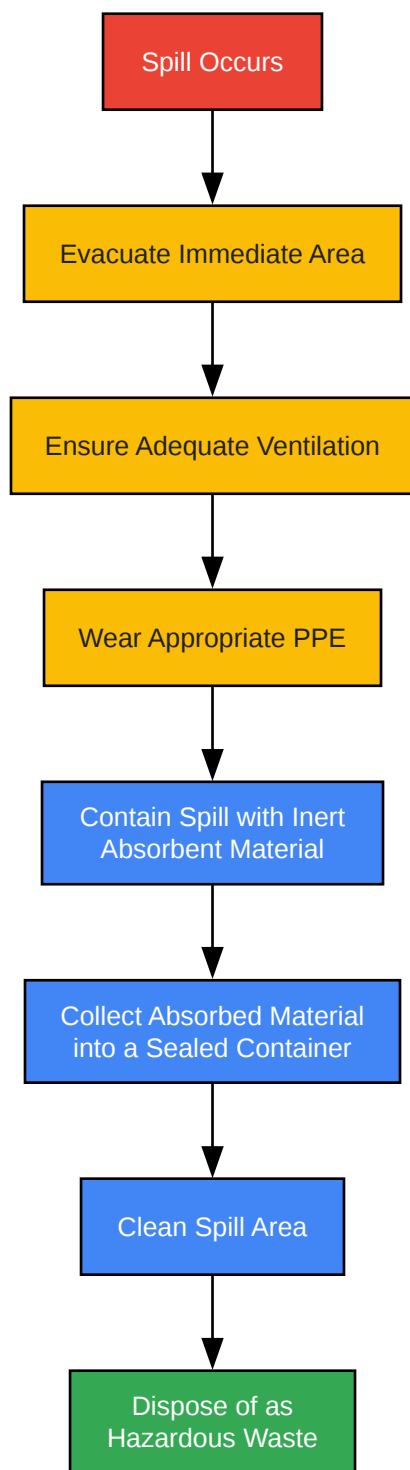 Spill Occurs
Evacuate Immediate Area
Ensure Adequate Ventilation
Wear Appropriate PPE
Contain Spill with Inert
Absorbent Material
Collect Absorbed Material
into a Sealed Container
Clean Spill Area
Dispose of as
Hazardous Waste